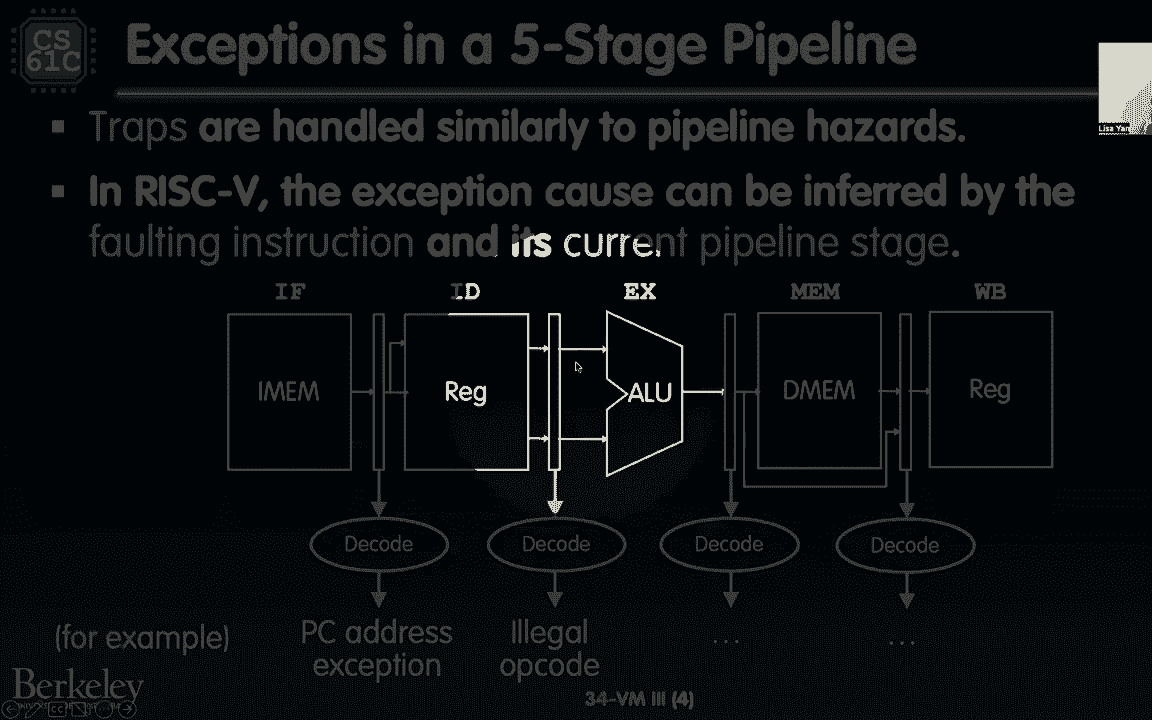 CS
61C
Exceptions in a 5-Stage Pipeline
Lisa Yan
▪ Traps are handled similarly to pipeline hazards.
▪ In RISC-V, the exception cause can be inferred by the
faulting instruction and its current pipeline stage.
IF ID EX MEM WB
IMEM Reg ALU DMEM Reg
Decode Decode Decode Decode
(for example) PC address Illegal ... ...
exception opcode
Berkeley
34-VM III (4)